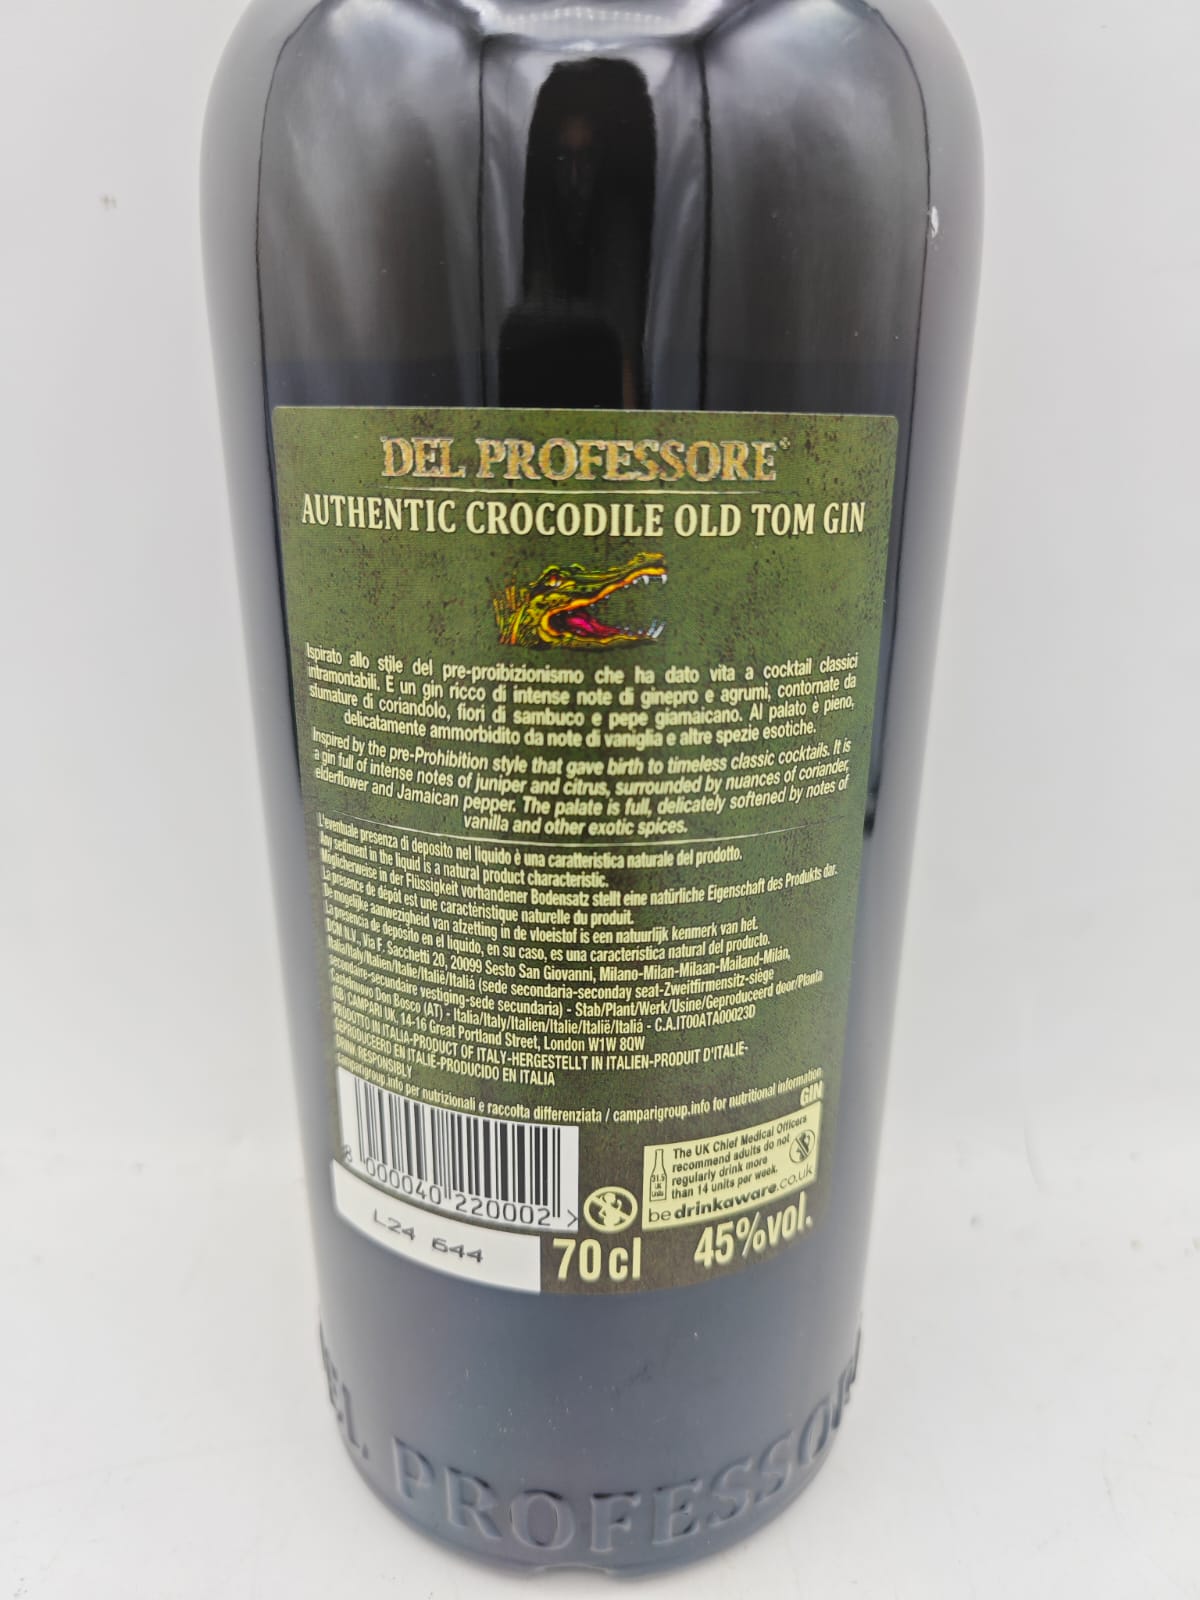 DEL PROFESSORE®
AUTHENTIC CROCODILE OLD TOM GIN
Ispirato allo stile del pre-proibizionismo che ha dato vita a cocktail classici
intramontabili. È un gin ricco di intense note di ginepro e agrumi, contornate da
sfumature di coriandolo, fiori di sambuco e pepe giamaicano. Al palato è pieno,
delicatamente ammorbidito da note di vaniglia e altre spezie esotiche.
Inspired by the pre-Prohibition style that gave birth to timeless classic cocktails. It is
a gin full of intense notes of juniper and citrus, surrounded by nuances of coriander,
elderflower and Jamaican pepper. The palate is full, delicately softened by notes of
vanilla and other exotic spices.
L'eventuale presenza di deposito nel liquido è una caratteristica naturale del prodotto.
Any sediment in the liquid is a natural product characteristic.
Möglicherweise in der Flüssigkeit vorhandener Bodensatz stellt eine natürliche Eigenschaft des Produkts dar.
La présence de dépôt est une caractéristique naturelle du produit.
De mogelijke aanwezigheid van afzetting in de vloeistof is een natuurlijk kenmerk van het.
La presencia de depósito en el liquido, en su caso, es una característica natural del producto.
DCM N.V., Via F. Sacchetti 20, 20099 Sesto San Giovanni, Milano-Milan-Milaan-Mailand-Milán,
Italia/Italy/Italien/Italie/Italië/Italiá (sede secondaria-seconday seat-Zweitfirmensitz-siège
secondaire-secundaire vestiging-sede secundaria) - Stab/Plant/Werk/Usine/Geproduceerd door/Planta
Castelnuovo Don Bosco (AT) - Italia/Italy/Italien/Italie/Italië/Italiá - C.A.IT00ATA00023D
(GB) CAMPARI UK, 14-16 Great Portland Street, London W1W 8QW
PRODOTTO IN ITALIA-PRODUCT OF ITALY-HERGESTELLT IN ITALIEN-PRODUIT D'ITALIE-
GEPRODUCEERD EN ITALIË-PRODUCIDO EN ITALIA
DRINK RESPONSIBLY
camparigroup.info per nutrizionali e raccolta differenziata / camparigroup.info for nutritional information
GIN
The UK Chief Medical Officers
recommend adults do not
regularly drink more
than 14 units per week.
31.5
UK
Units
be drinkaware.co.uk
8 000040 220002 >
L24 644
70cl 45%vol.
EL PROFESSOR